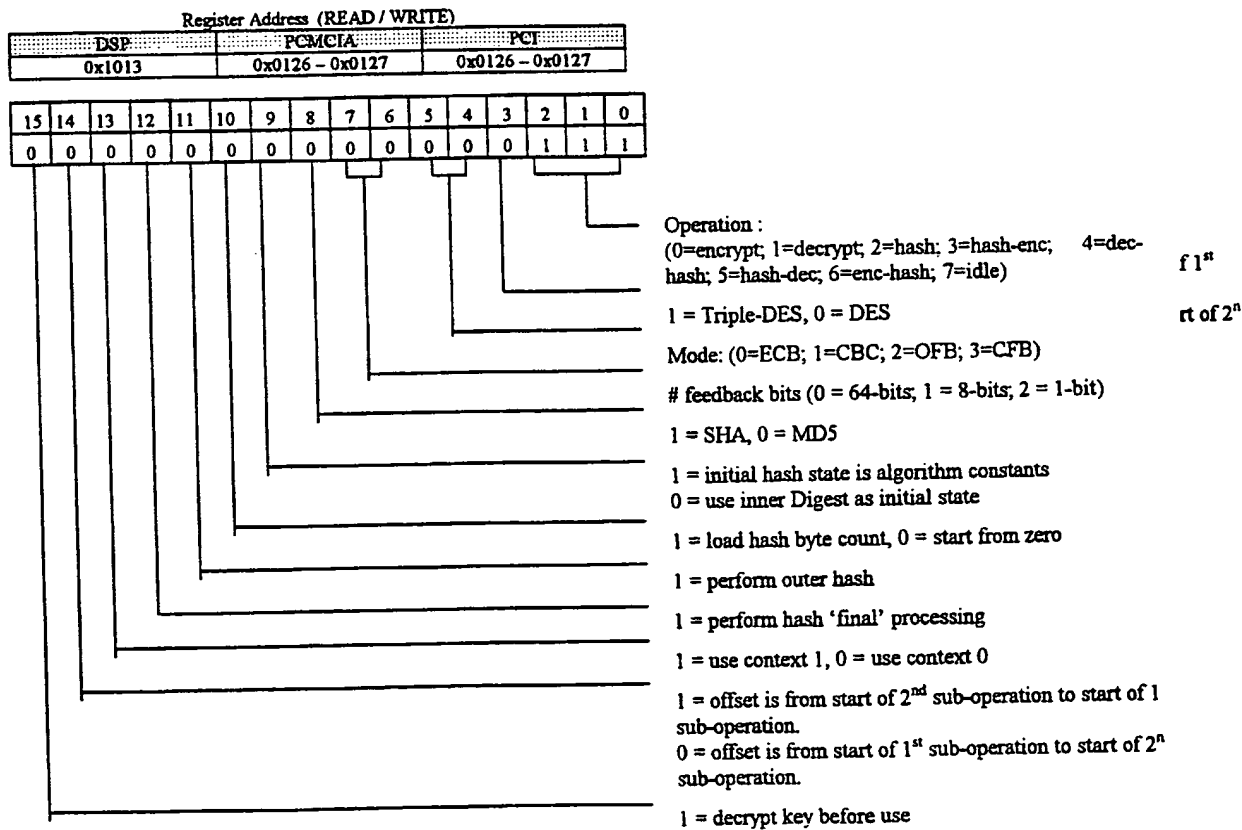 Register Address (READ / WRITE)
DSP PCMCIA PCI
0x1013 0x0126 – 0x0127 0x0126 – 0x0127
15 14 13 12 11 10 9 8 7 6 5 4 3 2 1 0
0 0 0 0 0 0 0 0 0 0 0 0 0 1 1 1
Operation :
(0=encrypt; 1=decrypt; 2=hash; 3=hash-enc; 4=dec-
hash; 5=hash-dec; 6=enc-hash; 7=idle)
f 1st
1 = Triple-DES, 0 = DES
rt of 2n
Mode: (0=ECB; 1=CBC; 2=OFB; 3=CFB)
# feedback bits (0 = 64-bits; 1 = 8-bits; 2 = 1-bit)
1 = SHA, 0 = MD5
1 = initial hash state is algorithm constants
0 = use inner Digest as initial state
1 = load hash byte count, 0 = start from zero
1 = perform outer hash
1 = perform hash ‘final’ processing
1 = use context 1, 0 = use context 0
1 = offset is from start of 2nd sub-operation to start of 1
sub-operation.
0 = offset is from start of 1st sub-operation to start of 2n
sub-operation.
1 = decrypt key before use